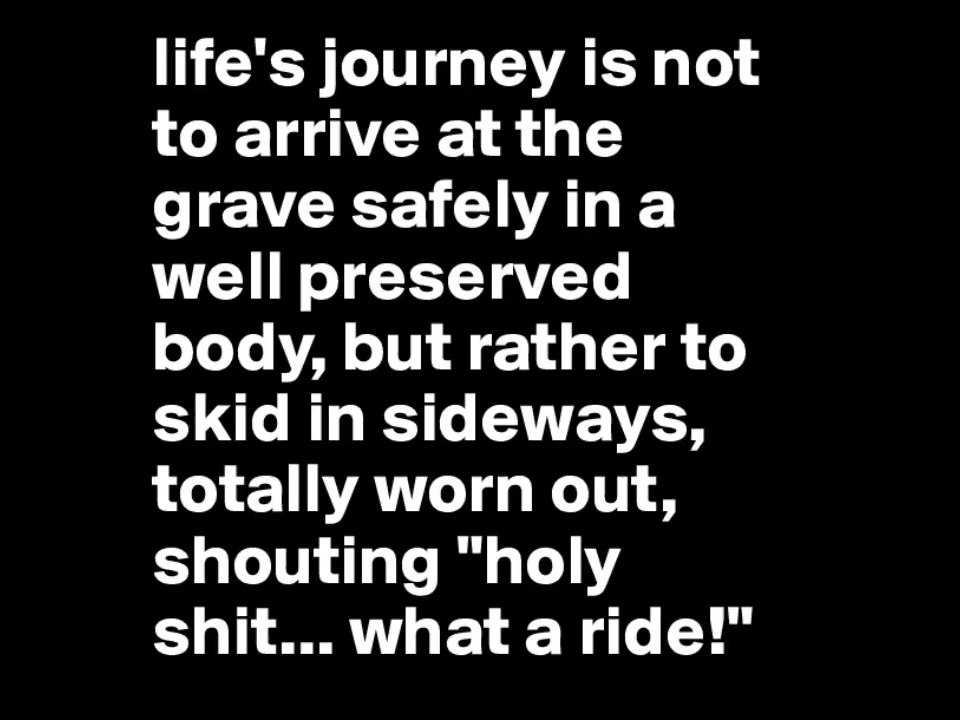 life's journey is not
to arrive at the
grave safely in a
well preserved
body, but rather to
skid in sideways,
totally worn out,
shouting "holy
shit... what a ride!"